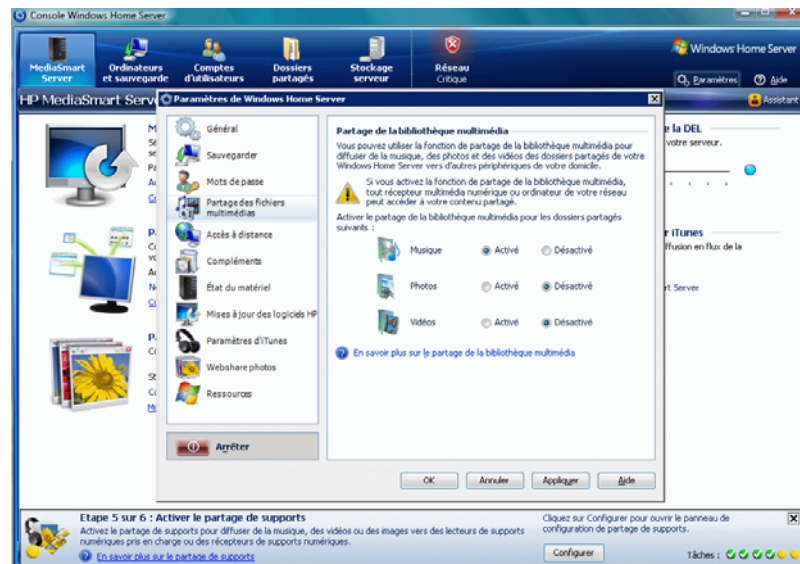 Console Windows Home Server
MediaSmart Server
Ordinateurs et sauvegarde
Comptes d'utilisateurs
Dossiers partagés
Stockage serveur
Réseau Critique
Windows Home Server
Paramètres
Aide
HP MediaSmart Serv
Assistant
Paramètres de Windows Home Server
Général
Sauvegarder
Mots de passe
Partage des fichiers multimédias
Accès à distance
Compléments
État du matériel
Mises à jour des logiciels HP
Paramètres d'iTunes
Webshare photos
Ressources
Arrêter
Partage de la bibliothèque multimédia
Vous pouvez utiliser la fonction de partage de la bibliothèque multimédia pour
diffuser de la musique, des photos et des vidéos des dossiers partagés de votre
Windows Home Server vers d'autres périphériques de votre domicile.
Si vous activez la fonction de partage de la bibliothèque multimédia,
tout récepteur multimédia numérique ou ordinateur de votre réseau
peut accéder à votre contenu partagé.
Activer le partage de la bibliothèque multimédia pour les dossiers partagés
suivants :
Musique Activé Désactivé
Photos Activé Désactivé
Vidéos Activé Désactivé
En savoir plus sur le partage de la bibliothèque multimédia
OK Annuler Appliquer Aide
e la DEL
votre serveur.
r iTunes
ffusion en flux de la
rt Server
Etape 5 sur 6 : Activer le partage de supports
Activez le partage de supports pour diffuser de la musique, des vidéos ou des images vers des lecteurs de supports
numériques pris en charge ou des récepteurs de supports numériques.
En savoir plus sur le partage de supports
Cliquez sur Configurer pour ouvrir le panneau de
configuration de partage de supports.
Configurer
Tâches :